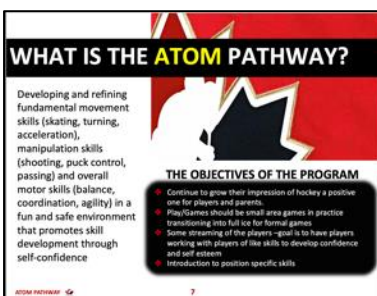 WHAT IS THE ATOM PATHWAY?
Developing and refining
fundamental movement
skills (skating, turning,
acceleration),
manipulation skills
(shooting, puck control,
passing) and overall
motor skills (balance,
coordination, agility) in a
fun and safe environment
that promotes skill
development through
self-confidence
THE OBJECTIVES OF THE PROGRAM
Continue to grow their impression of hockey a positive
one for players and parents.
Play/Games should be small area games in practice
transitioning into full ice for formal games
Some streaming of the players –goal is to have players
working with players of like skills to develop confidence
and self esteem
Introduction to position specific skills
ATOM PATHWAY
7